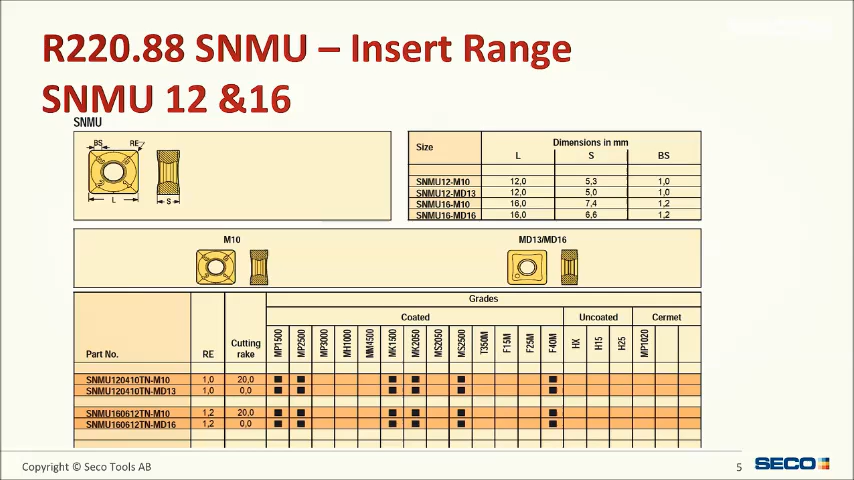 R220.88 SNMU – Insert Range
SNMU 12 &16
SNMU
BS RE
L S
Size Dimensions in mm
L S BS
SNMU12-M10 12,0 5,3 1,0
SNMU12-MD13 12,0 5,0 1,0
SNMU16-M10 16,0 7,4 1,2
SNMU16-MD16 16,0 6,6 1,2
M10 MD13/MD16
Grades
Coated Uncoated Cermet
Part No. RE Cutting rake MP1500 MP2500 MP3000 MH1000 MM4500 MK1500 MK2050 MS2050 MS2500 T350M F15M F25M F40M HX H15 H25 MP1020
SNMU120410TN-M10 1,0 20,0
SNMU120410TN-MD13 1,0 0,0
SNMU160612TN-M10 1,2 20,0
SNMU160612TN-MD16 1,2 0,0
Copyright © Seco Tools AB
5 SECO